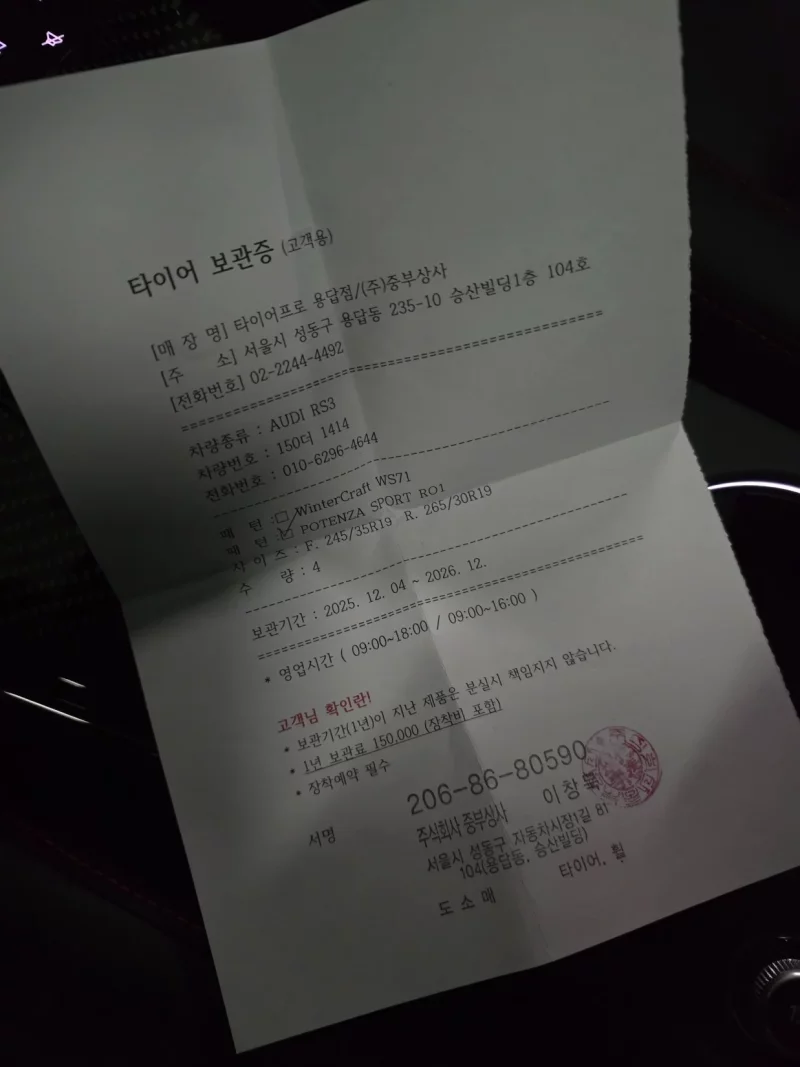 타이어 보관증 (고객용)
[매 장 명] 타이어프로 용답점/(주)중부상사
[주 소] 서울시 성동구 용답동 235-10 승산빌딩1층 104호
[전화번호] 02-2244-4492
==================================================
차량종류 : AUDI RS3
차량번호 : 150더 1414
전화번호 : 010-6296-4644
--------------------------------------------------
패 턴 :□ WinterCraft WS71
패 턴 :☑ POTENZA SPORT RO1
사 이 즈 : F. 245/35R19 R. 265/30R19
수 량 : 4
--------------------------------------------------
보관기간 : 2025. 12. 04 ~ 2026. 12.
==================================================
* 영업시간 ( 09:00~18:00 / 09:00~16:00 )
고객님 확인란!
* 보관기간(1년)이 지난 제품은 분실시 책임지지 않습니다.
* 1년 보관료 150,000 (장착비 포함)
* 장착예약 필수
서명
206-86-80590
주식회사 중부상사 이창묵
서울시 성동구 자동차시장1길 81
104(용답동, 승산빌딩)
도소매 타이어, 휠